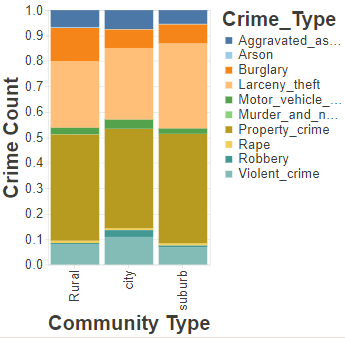 Crime_Type
Aggravated_as...
Arson
Burglary
Larceny_theft
Motor_vehicle_...
Murder_and_n...
Property_crime
Rape
Robbery
Violent_crime
Crime Count
1.0
0.9
0.8
0.7
0.6
0.5
0.4
0.3
0.2
0.1
0.0
Rural
city
suburb
Community Type